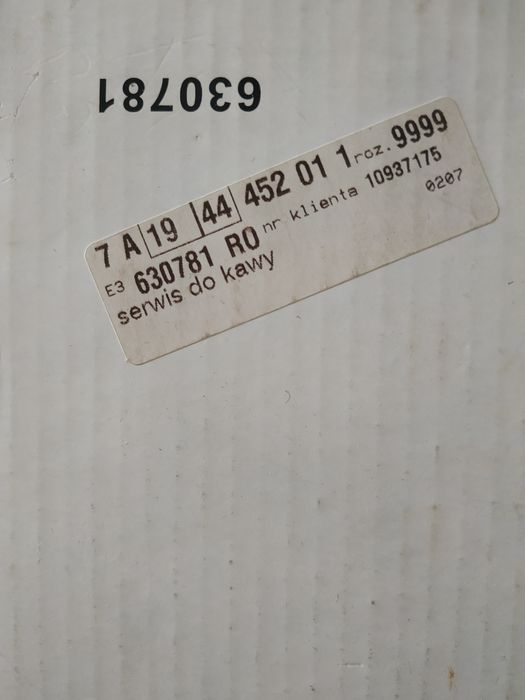 630781
7 A 19 44 452 01 1 roz. 9999
E3 630781 RO nr klienta 10937175
serwis do kawy 0207